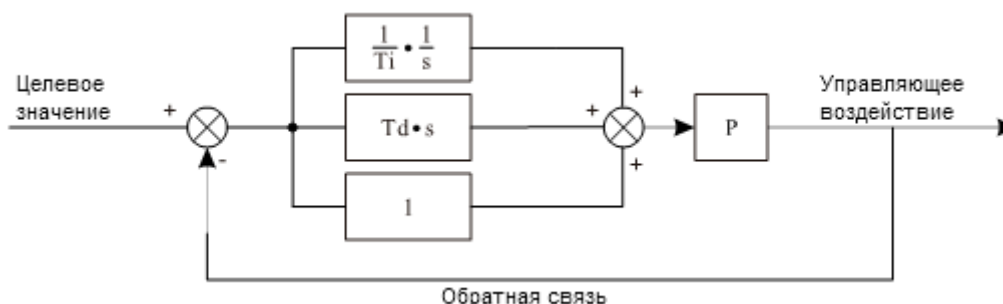 Целевое
значение
+
-
1/Ti • 1/s
Td•s
1
+
+
+
P
Управляющее
воздействие
Обратная связь